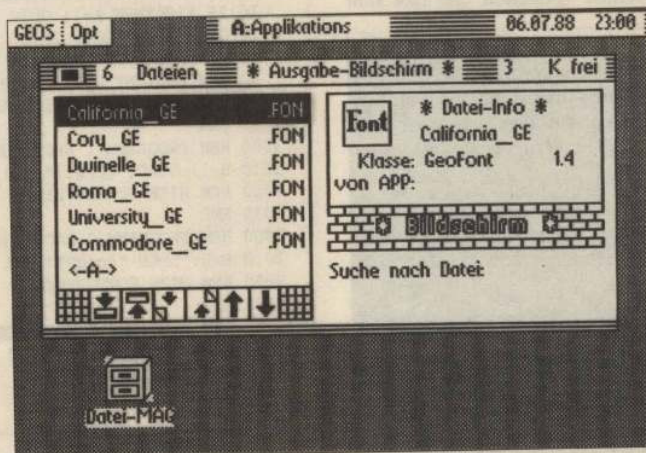 GEOS Opt A:Applikations 06.07.88 23:00
6 Dateien * Ausgabe-Bildschirm * 3 K frei
California_GE .FON
Cory_GE .FON
Dwinelle_GE .FON
Roma_GE .FON
University_GE .FON
Commodore_GE .FON
<-A->
Font
* Datei-Info *
California_GE
Klasse: GeoFont 1.4
von APP:
Bildschirm
Suche nach Datei:
Datei-MAG